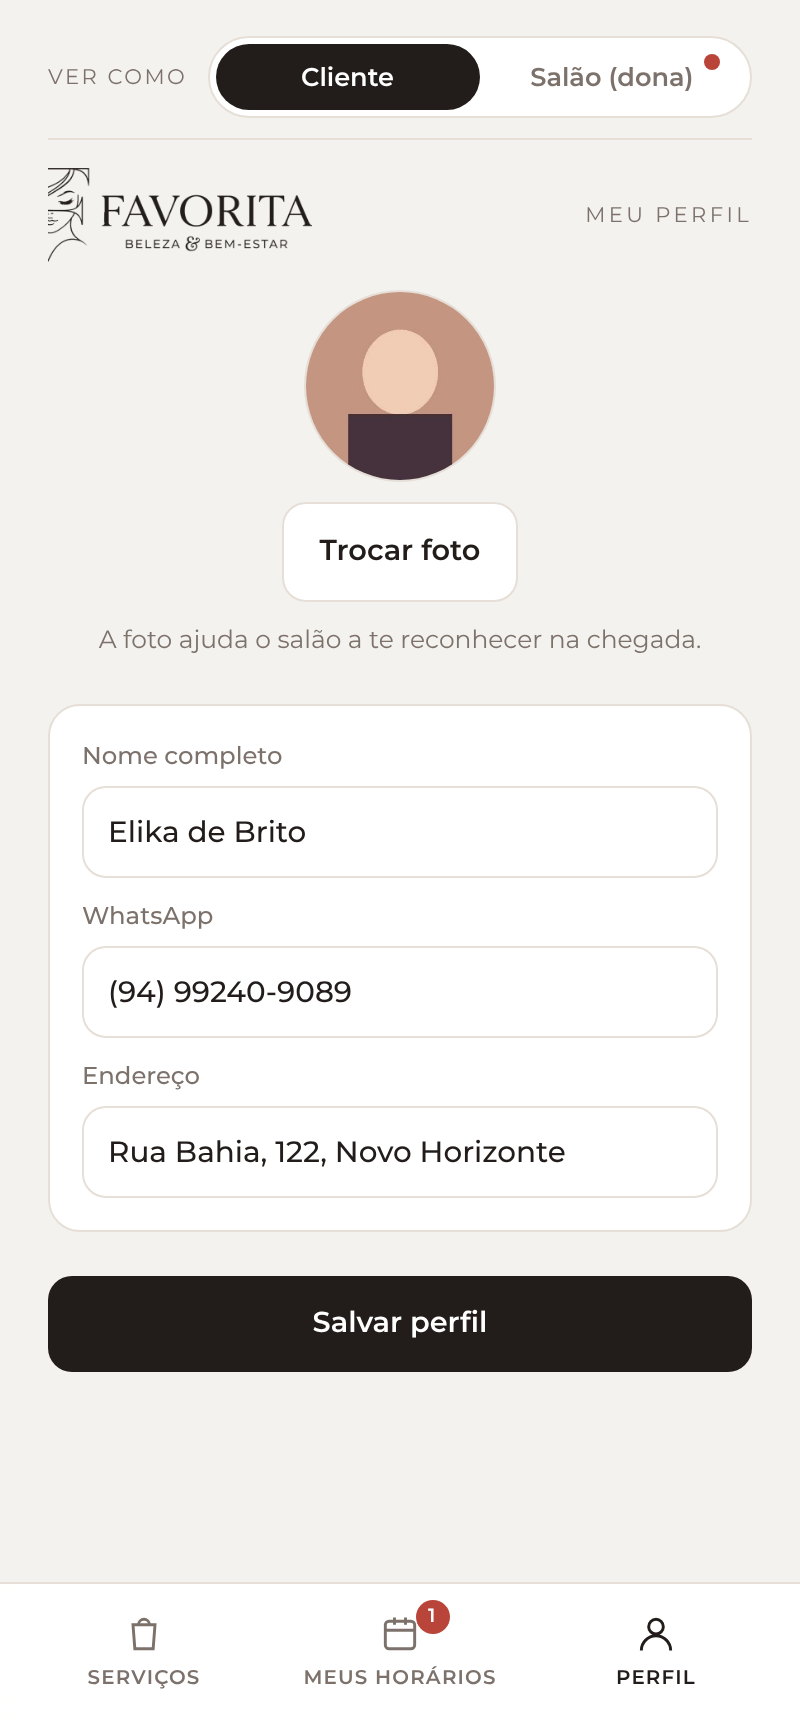 VER COMO
Cliente
Salão (dona)
FAVORITA
BELEZA & BEM-ESTAR
MEU PERFIL
Trocar foto
A foto ajuda o salão a te reconhecer na chegada.
Nome completo
Elika de Brito
WhatsApp
(94) 99240-9089
Endereço
Rua Bahia, 122, Novo Horizonte
Salvar perfil
1
SERVIÇOS
MEUS HORÁRIOS
PERFIL